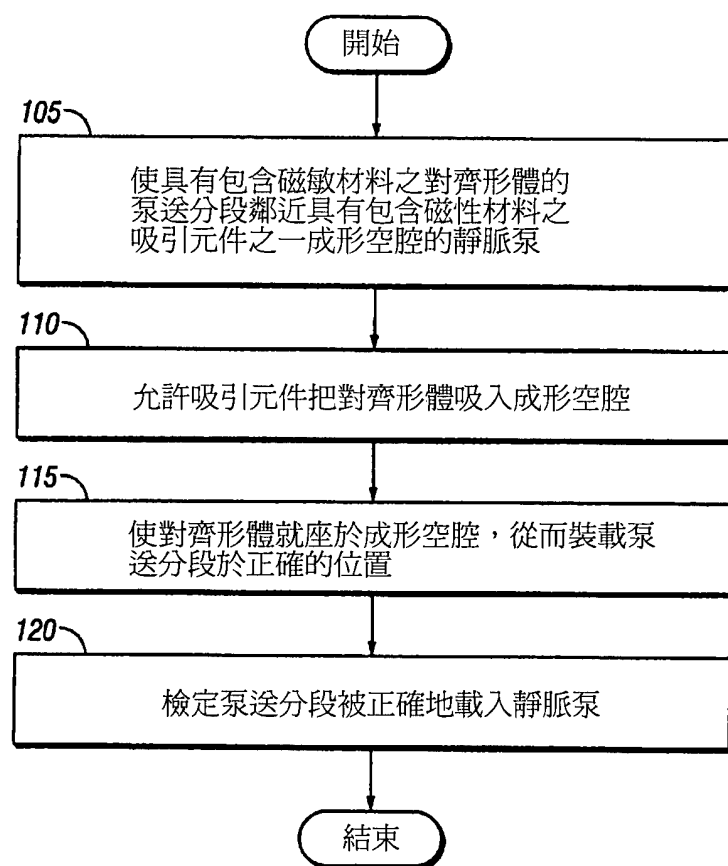 開始
105
使具有包含磁敏材料之對齊形體的
泵送分段鄰近具有包含磁性材料之
吸引元件之一成形空腔的靜脈泵
110
允許吸引元件把對齊形體吸入成形空腔
115
使對齊形體就座於成形空腔，從而裝載泵
送分段於正確的位置
120
檢定泵送分段被正確地載入靜脈泵
結束